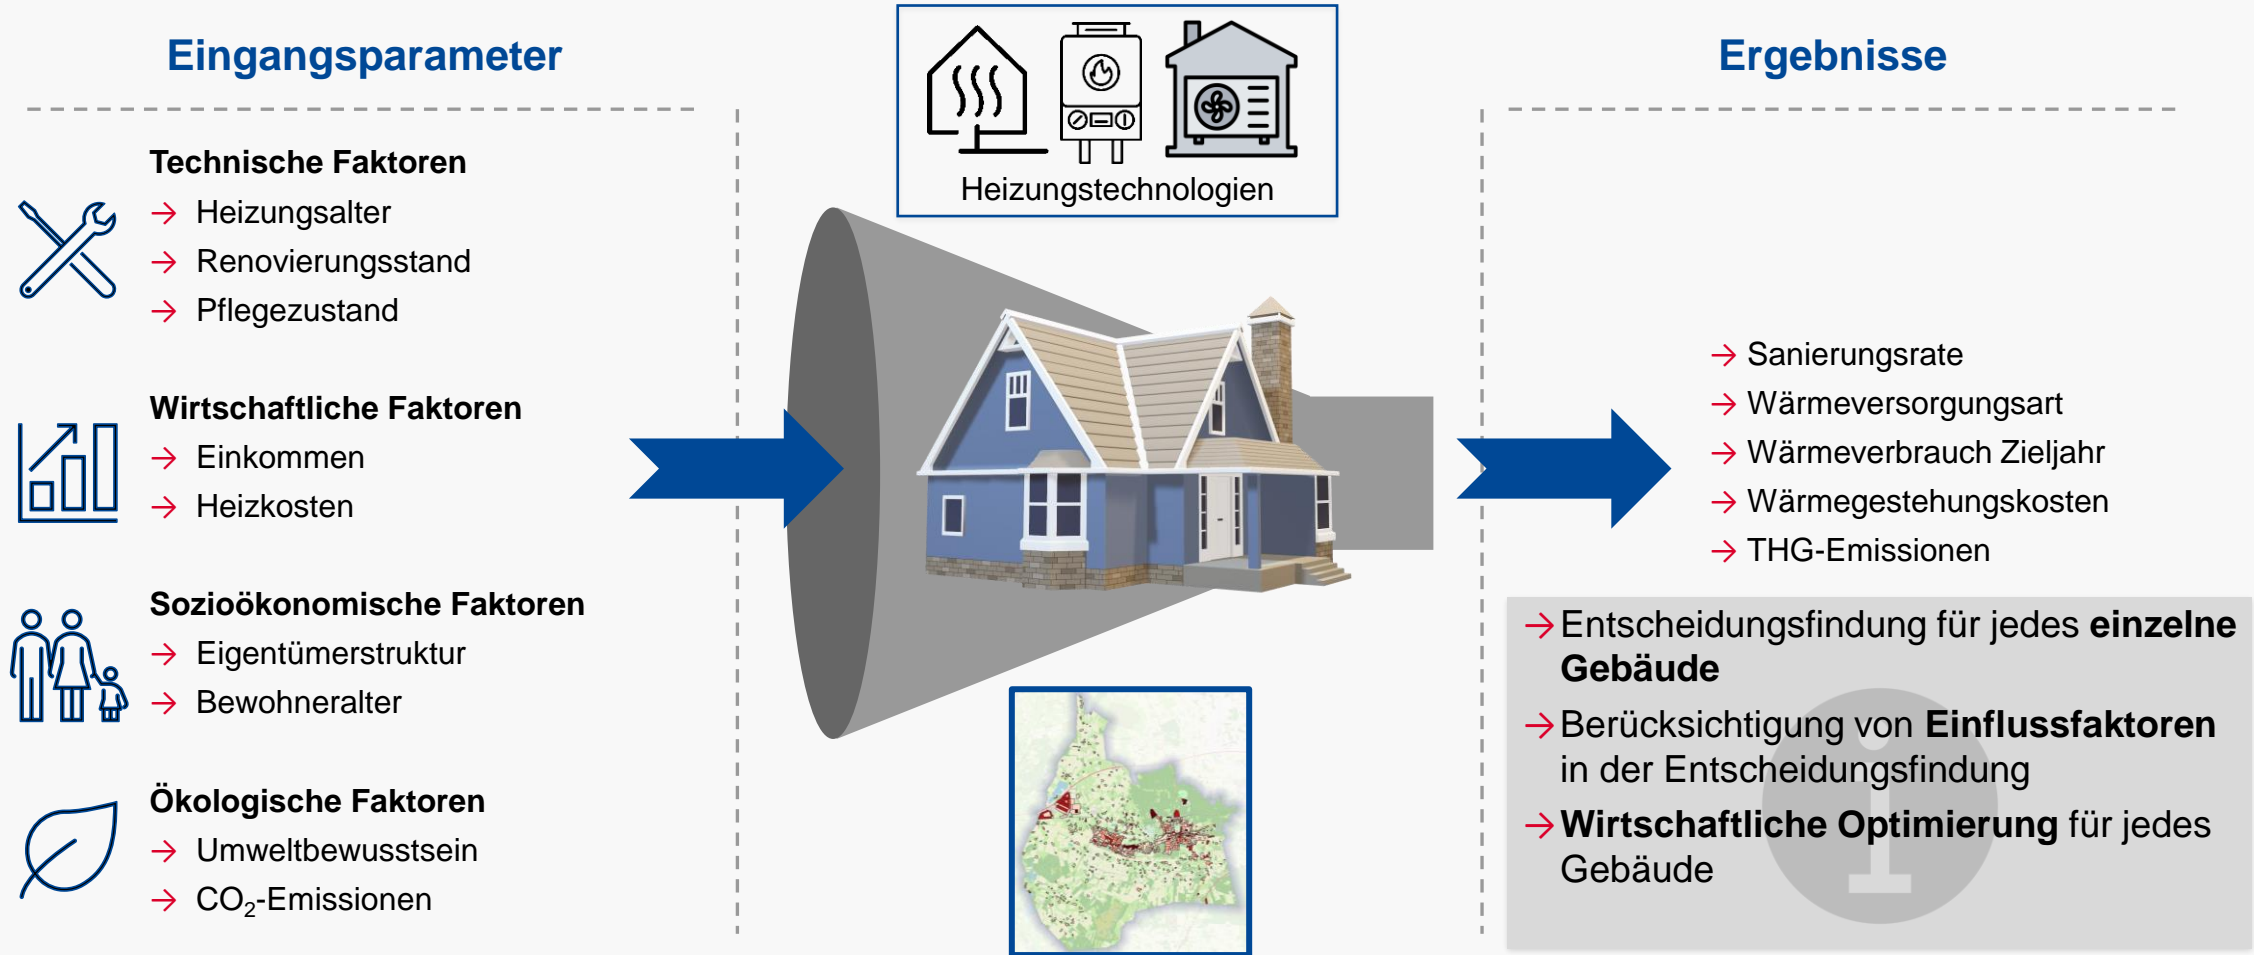 Eingangsparameter
Technische Faktoren
→ Heizungsalter
→ Renovierungsstand
→ Pflegezustand
Wirtschaftliche Faktoren
→ Einkommen
→ Heizkosten
Sozioökonomische Faktoren
→ Eigentümerstruktur
→ Bewohneralter
Ökologische Faktoren
→ Umweltbewusstsein
→ CO₂-Emissionen
Heizungstechnologien
Ergebnisse
→ Sanierungsrate
→ Wärmeversorgungsart
→ Wärmeverbrauch Zieljahr
→ Wärmegestehungskosten
→ THG-Emissionen
→ Entscheidungsfindung für jedes einzelne
Gebäude
→ Berücksichtigung von Einflussfaktoren
in der Entscheidungsfindung
→ Wirtschaftliche Optimierung für jedes
Gebäude